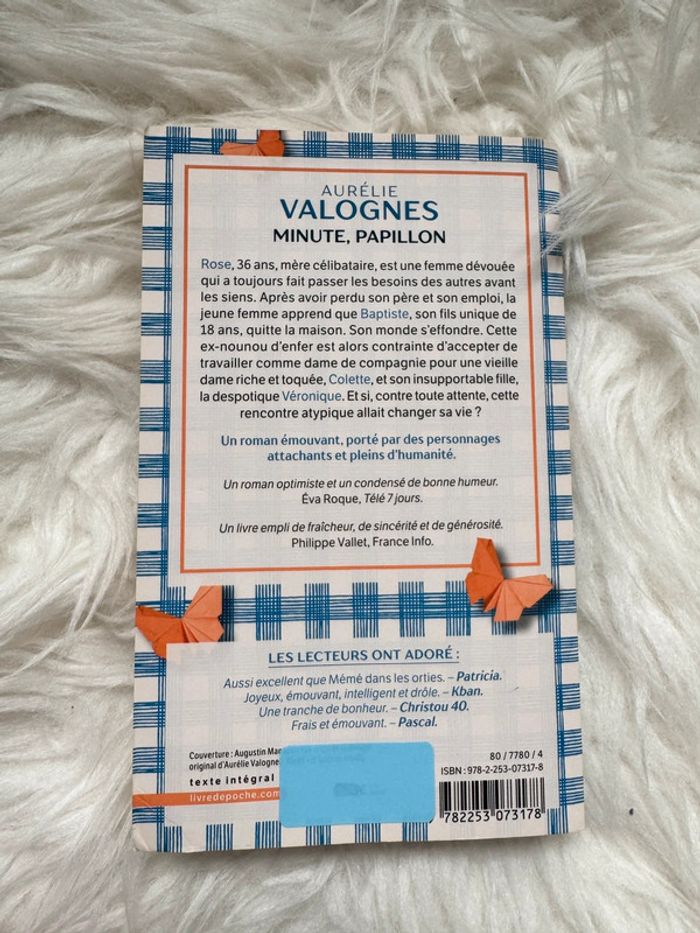 AURÉLIE
VALOGNES
MINUTE, PAPILLON
Rose, 36 ans, mère célibataire, est une femme dévouée
qui a toujours fait passer les besoins des autres avant
les siens. Après avoir perdu son père et son emploi, la
jeune femme apprend que Baptiste, son fils unique de
18 ans, quitte la maison. Son monde s'effondre. Cette
ex-nounou d'enfer est alors contrainte d'accepter de
travailler comme dame de compagnie pour une vieille
dame riche et toquée, Colette, et son insupportable fille,
la despotique Véronique. Et si, contre toute attente, cette
rencontre atypique allait changer sa vie ?
Un roman émouvant, porté par des personnages
attachants et pleins d'humanité.
Un roman optimiste et un condensé de bonne humeur.
Éva Roque, Télé 7 jours.
Un livre empli de fraîcheur, de sincérité et de générosité.
Philippe Vallet, France Info.
LES LECTEURS ONT ADORÉ :
Aussi excellent que Mémé dans les orties. – Patricia.
Joyeux, émouvant, intelligent et drôle. – Kban.
Une tranche de bonheur. – Christou 40.
Frais et émouvant. – Pascal.
Couverture : Augustin
original d'Aurélie
texte intégral
livredepoche.com
80 / 7780 / 4
ISBN : 978-2-253-07317-8
782253 073178